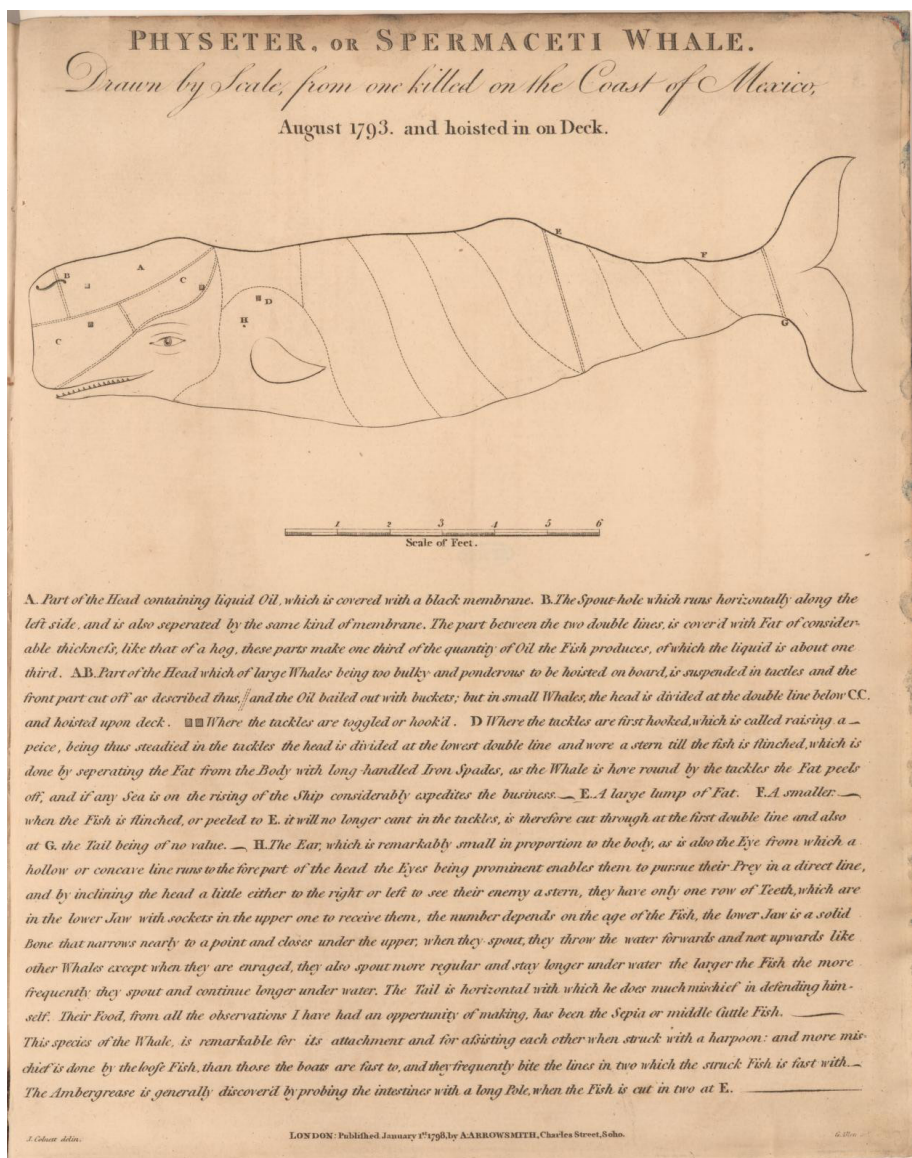 PHYSETER, OR SPERMACETI WHALE.
Drawn by Scale, from one killed on the Coast of Mexico,
August 1793. and hoisted in on Deck.
B A C C D H E F G
1 2 3 4 5 6
Scale of Feet.
A. Part of the Head containing liquid Oil, which is covered with a black membrane. B. The Spout-hole which runs horizontally along the
left side, and is also seperated by the same kind of membrane. The part between the two double lines, is cover'd with Fat of consider-
able thickneſs, like that of a hog, these parts make one third of the quantity of Oil the Fish produces, of which the liquid is about one
third. A.B. Part of the Head which of large Whales being too bulky and ponderous to be hoisted on board, is suspended in tactles and the
front part cut off as described thus, // and the Oil bailed out with buckets; but in small Whales, the head is divided at the double line below C.C.
and hoisted upon deck. Where the tackles are toggled or hook'd. D Where the tackles are first hooked, which is called raising a
peice, being thus steadied in the tackles the head is divided at the lowest double line and wore a stern till the fish is flinched, which is
done by seperating the Fat from the Body with long-handled Iron Spades, as the Whale is hove round by the tackles the Fat peels
off, and if any Sea is on the rising of the Ship considerably expedites the business. E. A large lump of Fat. F. A smaller.
when the Fish is flinched, or peeled to E. it will no longer cant in the tackles, is therefore cut through at the first double line and also
at G. the Tail being of no value. H. The Ear, which is remarkably small in proportion to the body, as is also the Eye from which a
hollow or concave line runs to the fore part of the head the Eyes being prominent enables them to pursue their Prey in a direct line,
and by inclining the head a little either to the right or left to see their enemy a stern, they have only one row of Teeth, which are
in the lower Jaw with sockets in the upper one to receive them, the number depends on the age of the Fish, the lower Jaw is a solid
Bone that narrows nearly to a point and closes under the upper, when they spout, they throw the water forwards and not upwards like
other Whales except when they are enraged, they also spout more regular and stay longer under water the larger the Fish the more
frequently they spout and continue longer under water. The Tail is horizontal with which he does much mischief in defending him-
self. Their Food, from all the observations I have had an oppertunity of making, has been the Sepia or middle Cuttle Fish.
This species of the Whale, is remarkable for its attachment and for aſsisting each other when struck with a harpoon: and more mis-
chief is done by the looſe Fish, than those the boats are fast to, and they frequently bite the lines in two which the struck Fish is fast with.
The Ambergrease is generally discover'd by probing the intestines with a long Pole, when the Fish is cut in two at E.
J. Colnett delin.
LONDON: Publiſhed January 1st 1798, by A. ARROWSMITH, Charles Street, Soho.